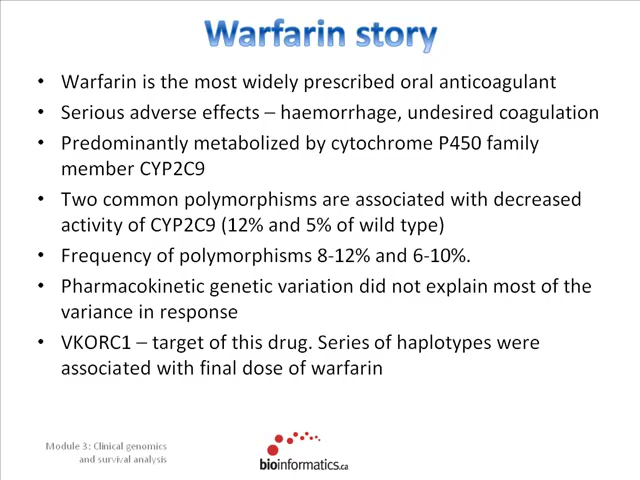 Warfarin story
• Warfarin is the most widely prescribed oral anticoagulant
• Serious adverse effects – haemorrhage, undesired coagulation
• Predominantly metabolized by cytochrome P450 family
member CYP2C9
• Two common polymorphisms are associated with decreased
activity of CYP2C9 (12% and 5% of wild type)
• Frequency of polymorphisms 8-12% and 6-10%.
• Pharmacokinetic genetic variation did not explain most of the
variance in response
• VKORC1 – target of this drug. Series of haplotypes were
associated with final dose of warfarin
Module 3: Clinical genomics
and survival analysis
bioinformatics.ca